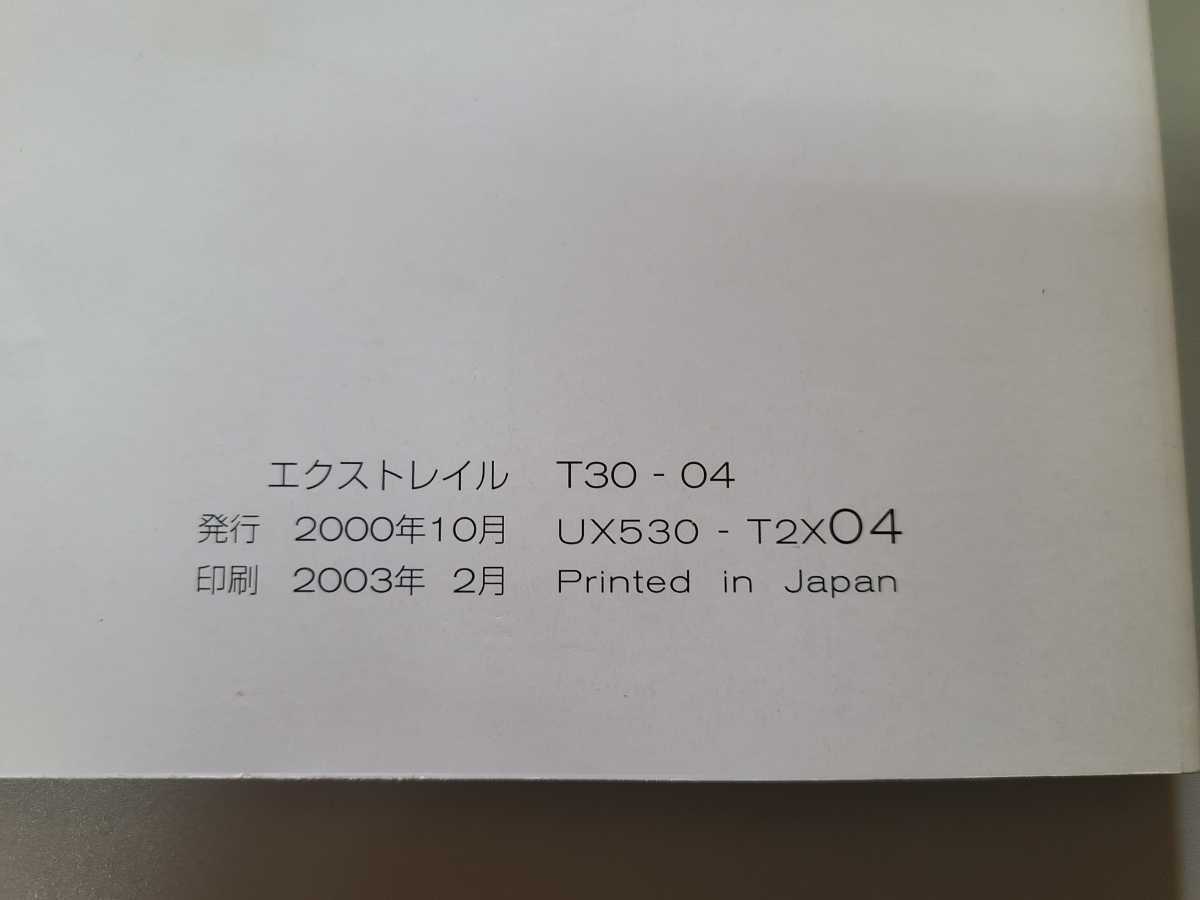 エクストレイル T30 - 04
発行 2000年10月 UX530 - T2X04
印刷 2003年 2月 Printed in Japan